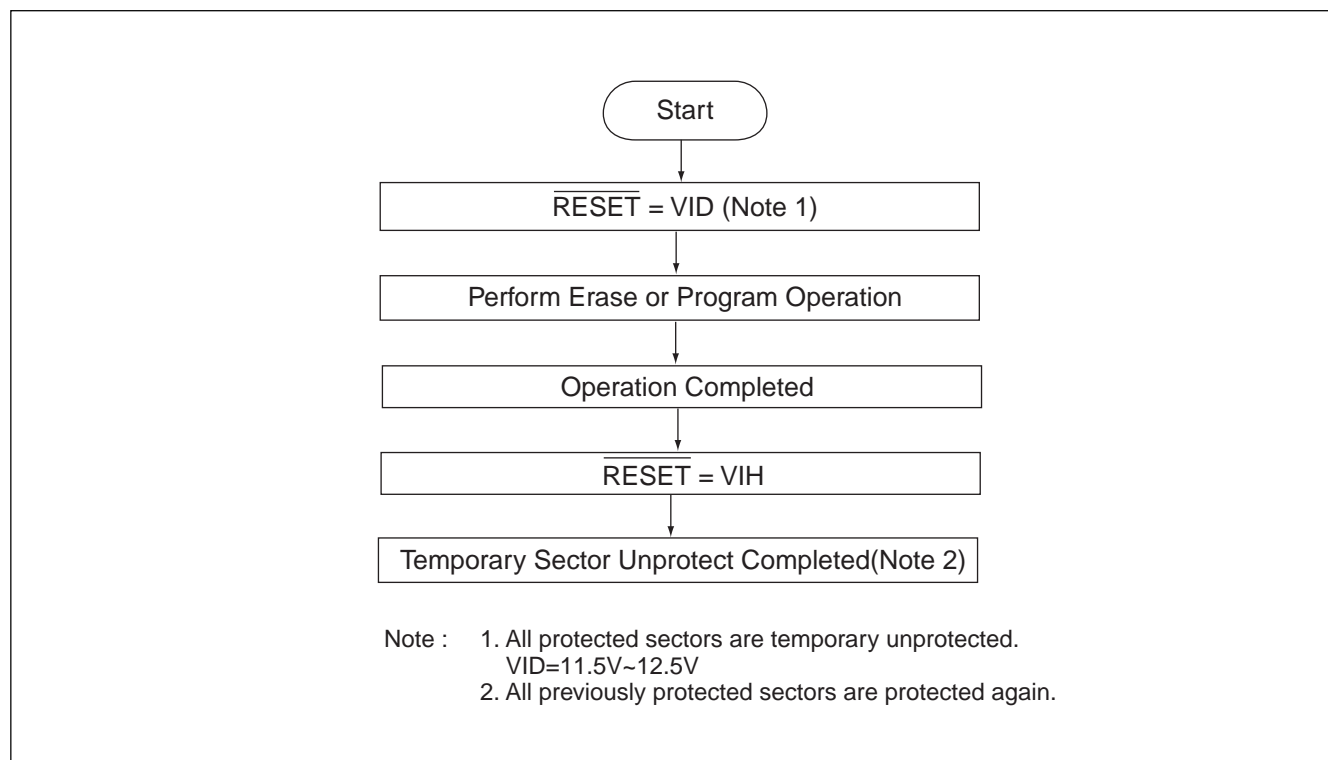 Start
RESET = VID (Note 1)
Perform Erase or Program Operation
Operation Completed
RESET = VIH
Temporary Sector Unprotect Completed(Note 2)
Note : 1. All protected sectors are temporary unprotected.
VID=11.5V~12.5V
2. All previously protected sectors are protected again.